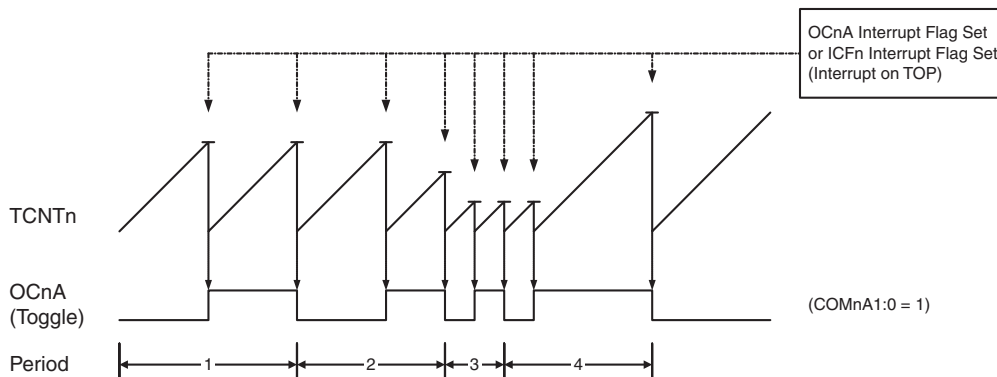 OCnA Interrupt Flag Set
or ICFn Interrupt Flag Set
(Interrupt on TOP)
TCNTn
OCnA
(Toggle)
(COMnA1:0 = 1)
Period
1
2
3
4